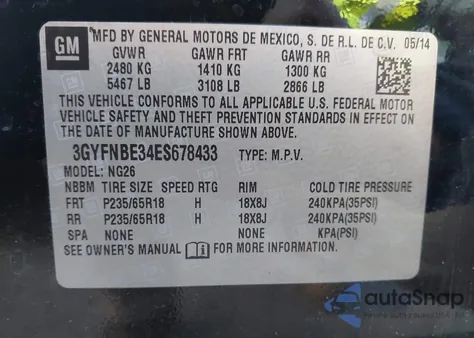 GM
MFD BY GENERAL MOTORS DE MEXICO, S. DE R.L. DE C.V. 05/14
GVWR GAWR FRT GAWR RR
2480 KG 1410 KG 1300 KG
5467 LB 3108 LB 2866 LB
THIS VEHICLE CONFORMS TO ALL APPLICABLE U.S. FEDERAL MOTOR
VEHICLE SAFETY AND THEFT PREVENTION STANDARDS IN EFFECT ON
THE DATE OF MANUFACTURE SHOWN ABOVE.
3GYFNBE34ES678433 TYPE: M.P.V.
MODEL: NG26
NBBM TIRE SIZE SPEED RTG RIM COLD TIRE PRESSURE
FRT P235/65R18 H 18X8J 240KPA(35PSI)
RR P235/65R18 H 18X8J 240KPA(35PSI)
SPA NONE NONE KPA(PSI)
SEE OWNER'S MANUAL FOR MORE INFORMATION.
autoSnap